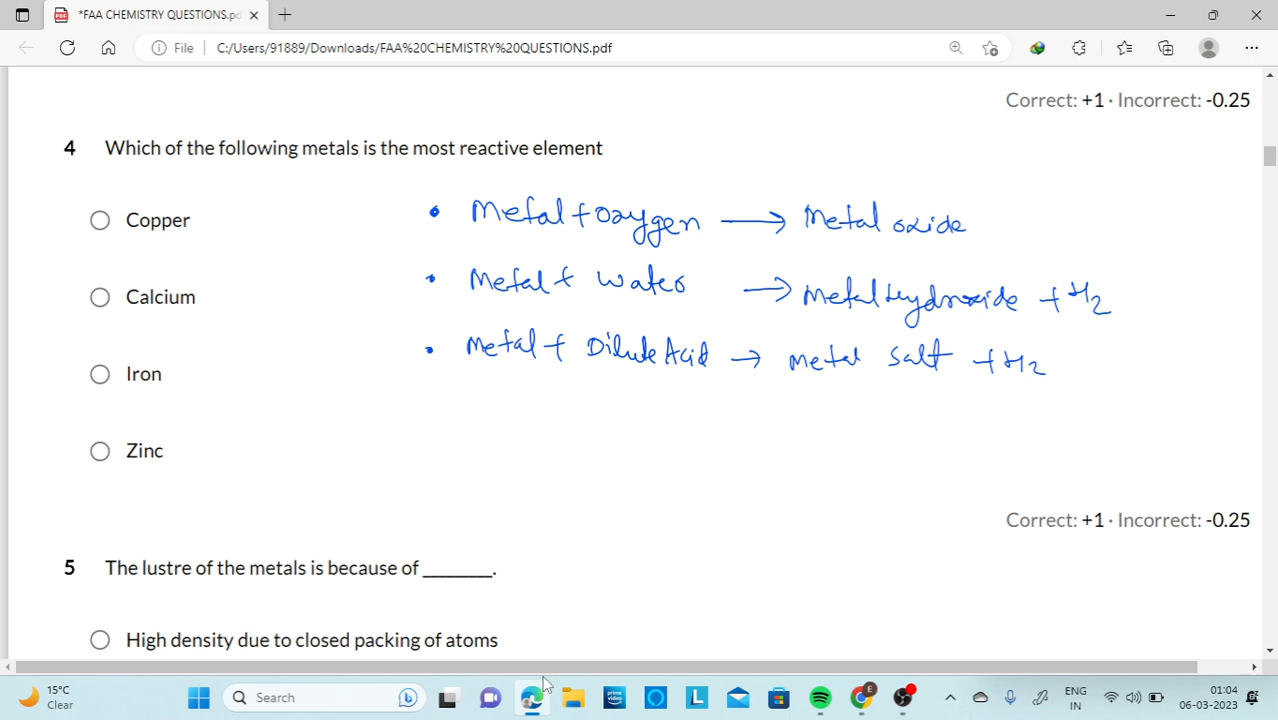 *FAA CHEMISTRY QUESTIONS.pd
File C:/Users/91889/Downloads/FAA%20CHEMISTRY%20QUESTIONS.pdf
Correct: +1 · Incorrect: -0.25
4 Which of the following metals is the most reactive element
Copper
• Metal + Oxygen → Metal oxide
Calcium
• Metal + Water → Metal Hydroxide + H2
Iron
• Metal + Dilute Acid → Metal Salt + H2
Zinc
Correct: +1 · Incorrect: -0.25
5 The lustre of the metals is because of ________.
High density due to closed packing of atoms
15°C
Clear
Search
prime video
L
E
ENG
IN
01:04
06-03-2023